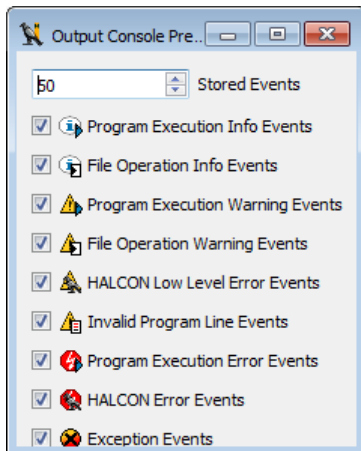 Output Console Pre...
50 Stored Events
Program Execution Info Events
File Operation Info Events
Program Execution Warning Events
File Operation Warning Events
HALCON Low Level Error Events
Invalid Program Line Events
Program Execution Error Events
HALCON Error Events
Exception Events